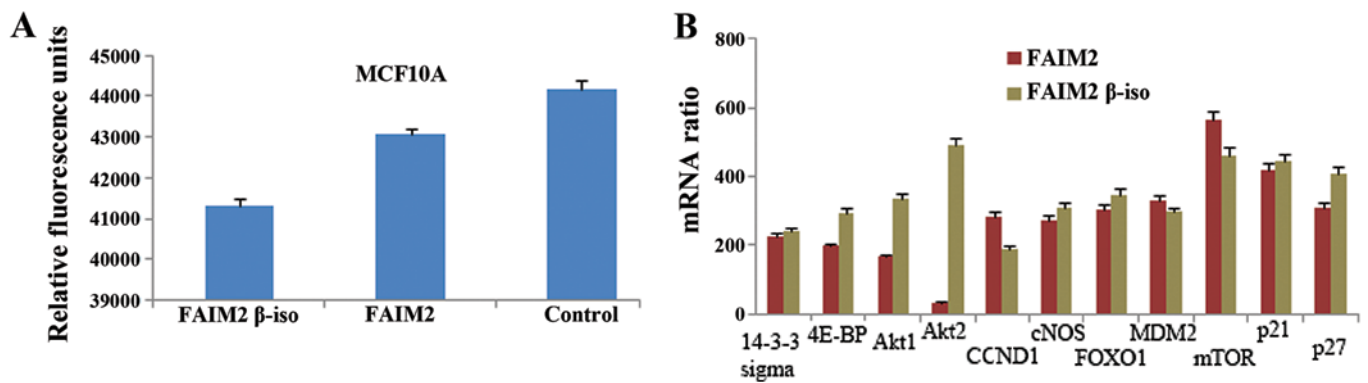 A
Relative fluorescence units
45000
44000
43000
42000
41000
40000
39000
MCF10A
FAIM2 β-iso
FAIM2
Control
B
mRNA ratio
800
600
400
200
0
FAIM2
FAIM2 β-iso
14-3-3
sigma
4E-BP
Akt1
Akt2
CCND1
cNOS
FOXO1
MDM2
mTOR
p21
p27